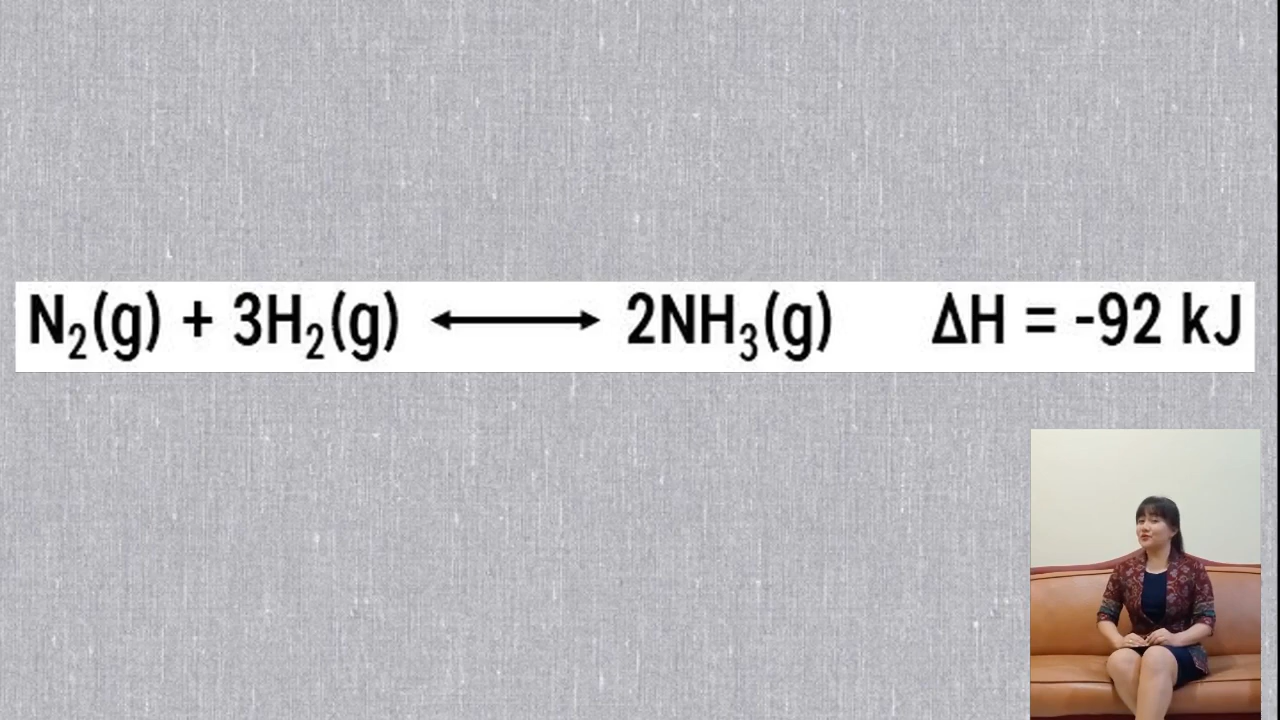 N₂(g) + 3H₂(g) ⟷ 2NH₃(g) ΔH = -92 kJ